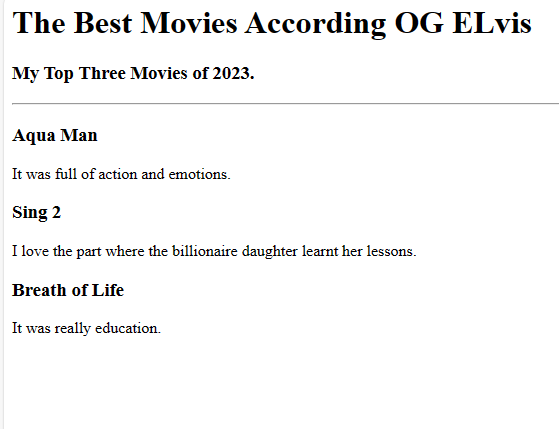 The Best Movies According OG ELvis
My Top Three Movies of 2023.
Aqua Man
It was full of action and emotions.
Sing 2
I love the part where the billionaire daughter learnt her lessons.
Breath of Life
It was really education.